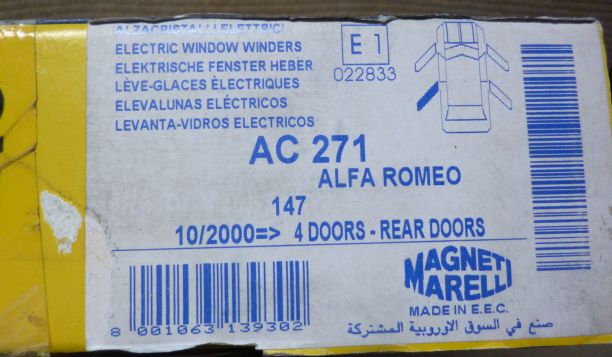 ALZACRISTALLI ELETTRICI
ELECTRIC WINDOW WINDERS
ELEKTRISCHE FENSTER HEBER
LÈVE-GLACES ÈLECTRIQUES
ELEVALUNAS ELÉCTRICOS
LEVANTA-VIDROS ELECTRICOS
E 1
022833
AC 271
ALFA ROMEO
147
10/2000=> 4 DOORS - REAR DOORS
MAGNETI
MARELLI
MADE IN E.E.C.
صنع في السوق الاوروبية المشتركة
8 001063 139302